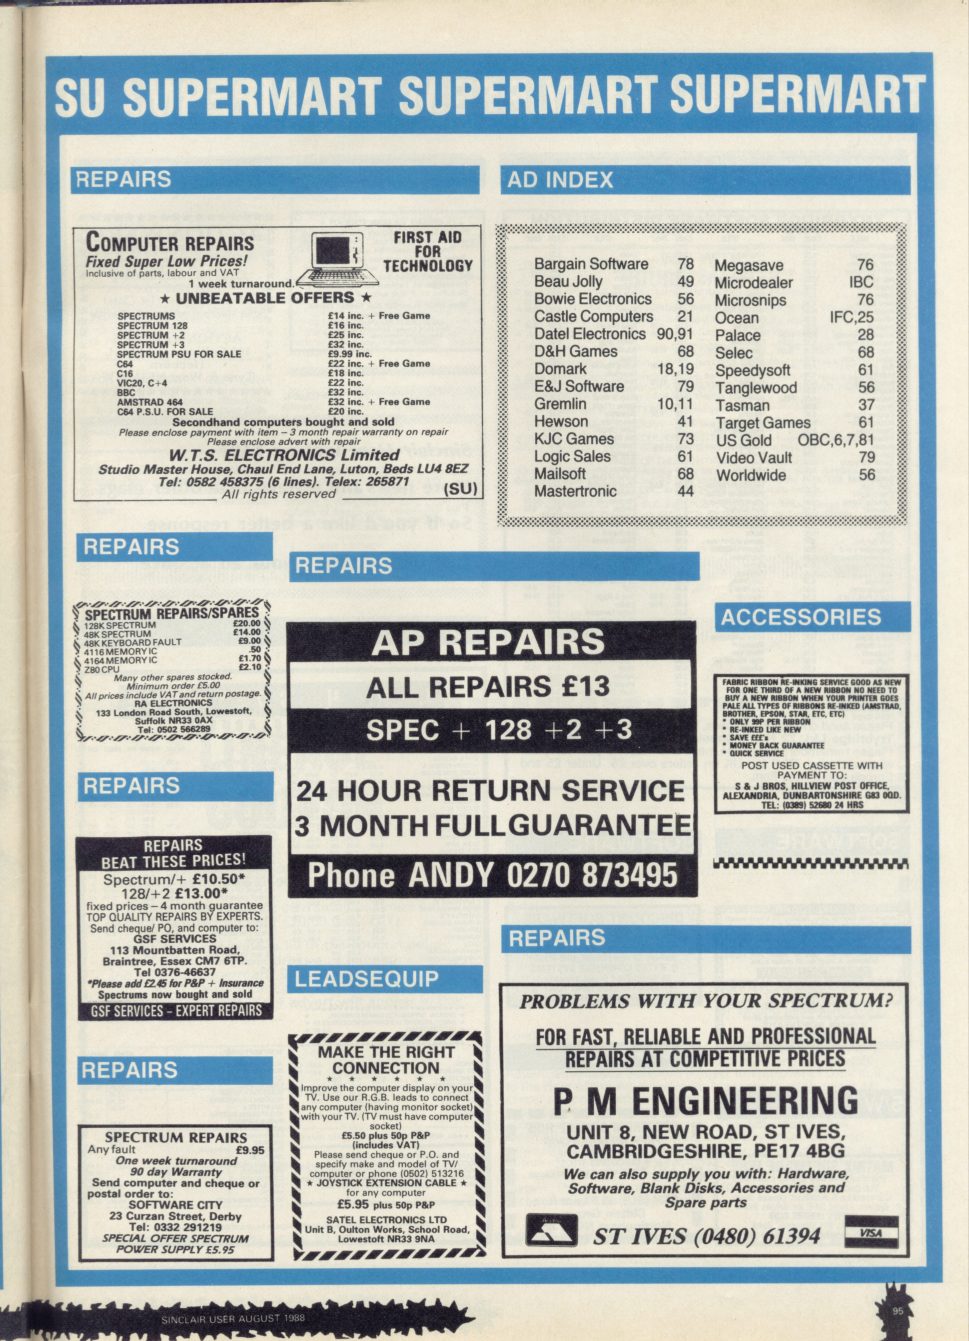 SU SUPERMART SUPERMART SUPERMART
REPAIRS
COMPUTER REPAIRS
Fixed Super Low Prices!
Inclusive of parts, labour and VAT
1 week turnaround.
FIRST AID
FOR
TECHNOLOGY
★ UNBEATABLE OFFERS ★
SPECTRUMS £14 inc. + Free Game
SPECTRUM 128 £16 inc.
SPECTRUM +2 £25 inc.
SPECTRUM +3 £32 inc.
SPECTRUM PSU FOR SALE £9.99 inc.
C64 £22 inc. + Free Game
C16 £18 inc.
VIC20, C+4 £22 inc.
BBC £32 inc.
AMSTRAD 464 £32 inc. + Free Game
C64 P.S.U. FOR SALE £20 inc.
Secondhand computers bought and sold
Please enclose payment with item – 3 month repair warranty on repair
Please enclose advert with repair
W.T.S. ELECTRONICS Limited
Studio Master House, Chaul End Lane, Luton, Beds LU4 8EZ
Tel: 0582 458375 (6 lines). Telex: 265871
All rights reserved (SU)
AD INDEX
Bargain Software 78
Beau Jolly 49
Bowie Electronics 56
Castle Computers 21
Datel Electronics 90,91
D&H Games 68
Domark 18,19
E&J Software 79
Gremlin 10,11
Hewson 41
KJC Games 73
Logic Sales 61
Mailsoft 68
Mastertronic 44
Megasave 76
Microdealer IBC
Microsnips 76
Ocean IFC,25
Palace 28
Selec 68
Speedysoft 61
Tanglewood 56
Tasman 37
Target Games 61
US Gold OBC,6,7,81
Video Vault 79
Worldwide 56
REPAIRS
SPECTRUM REPAIRS/SPARES
128K SPECTRUM £20.00
48K SPECTRUM £14.00
48K KEYBOARD FAULT £9.00
4116 MEMORY IC .50
4164 MEMORY IC £1.70
Z80 CPU £2.10
Many other spares stocked.
Minimum order £5.00
All prices include VAT and return postage.
RA ELECTRONICS
133 London Road South, Lowestoft,
Suffolk NR33 0AX
Tel: 0502 566289
REPAIRS
AP REPAIRS
ALL REPAIRS £13
SPEC + 128 +2 +3
24 HOUR RETURN SERVICE
3 MONTH FULL GUARANTEE
Phone ANDY 0270 873495
ACCESSORIES
FABRIC RIBBON RE-INKING SERVICE GOOD AS NEW
FOR ONE THIRD OF A NEW RIBBON NO NEED TO
BUY A NEW RIBBON WHEN YOUR PRINTER GOES
PALE ALL TYPES OF RIBBONS RE-INKED (AMSTRAD,
BROTHER, EPSON, STAR, ETC, ETC)
* ONLY 99P PER RIBBON
* RE-INKED LIKE NEW
* SAVE £££'s
* MONEY BACK GUARANTEE
* QUICK SERVICE
POST USED CASSETTE WITH
PAYMENT TO:
S & J BROS, HILLVIEW POST OFFICE,
ALEXANDRIA, DUNBARTONSHIRE G83 0QD.
TEL: (0389) 52680 24 HRS
REPAIRS
REPAIRS
BEAT THESE PRICES!
Spectrum/+ £10.50*
128/+2 £13.00*
fixed prices – 4 month guarantee
TOP QUALITY REPAIRS BY EXPERTS.
Send cheque/ PO, and computer to:
GSF SERVICES
113 Mountbatten Road,
Braintree, Essex CM7 6TP.
Tel 0376-46637
*Please add £2.45 for P&P + Insurance
Spectrums now bought and sold
GSF SERVICES – EXPERT REPAIRS
REPAIRS
SPECTRUM REPAIRS
Any fault £9.95
One week turnaround
90 day Warranty
Send computer and cheque or
postal order to:
SOFTWARE CITY
23 Curzan Street, Derby
Tel: 0332 291219
SPECIAL OFFER SPECTRUM
POWER SUPPLY £5.95
LEADSEQUIP
MAKE THE RIGHT
CONNECTION
★ ★ ★ ★ ★ ★
Improve the computer display on your
TV. Use our R.G.B. leads to connect
any computer (having monitor socket)
with your TV. (TV must have computer
socket)
£5.50 plus 50p P&P
(includes VAT)
Please send cheque or P.O. and
specify make and model of TV/
computer or phone (0502) 513216
★ JOYSTICK EXTENSION CABLE ★
for any computer
£5.95 plus 50p P&P
SATEL ELECTRONICS LTD
Unit B, Oulton Works, School Road,
Lowestoft NR33 9NA
REPAIRS
PROBLEMS WITH YOUR SPECTRUM?
FOR FAST, RELIABLE AND PROFESSIONAL
REPAIRS AT COMPETITIVE PRICES
P M ENGINEERING
UNIT 8, NEW ROAD, ST IVES,
CAMBRIDGESHIRE, PE17 4BG
We can also supply you with: Hardware,
Software, Blank Disks, Accessories and
Spare parts
ST IVES (0480) 61394
VISA
SINCLAIR USER AUGUST 1988
95